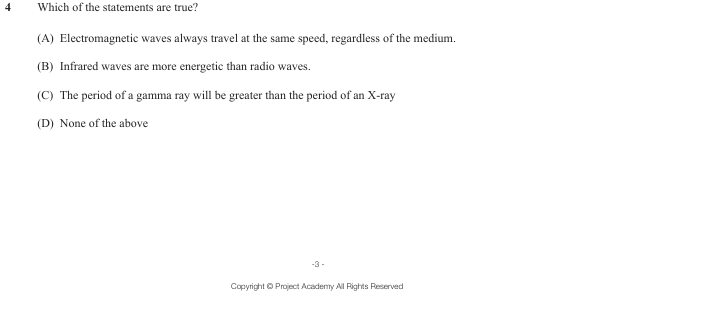 4 Which of the statements are true?
(A) Electromagnetic waves always travel at the same speed, regardless of the medium.
(B) Infrared waves are more energetic than radio waves.
(C) The period of a gamma ray will be greater than the period of an X-ray
(D) None of the above
-3 -
Copyright © Project Academy All Rights Reserved